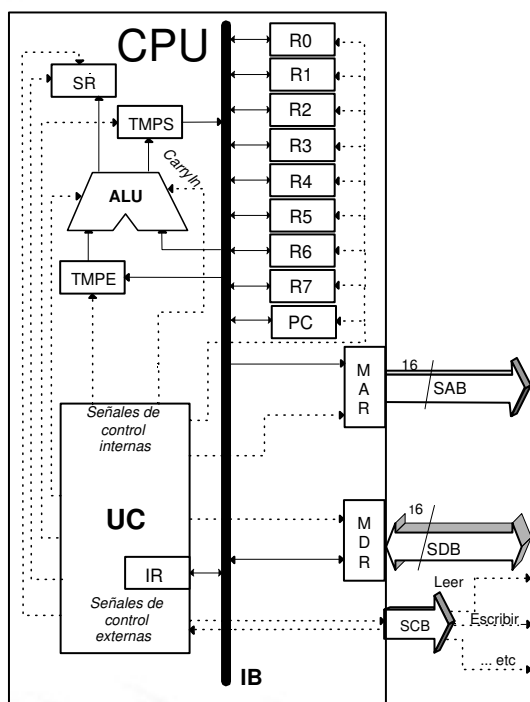 CPU
SR
TMPS
CarryIn
ALU
TMPE
R0
R1
R2
R3
R4
R5
R6
R7
PC
M
A
R
16
SAB
Señales de
control
internas
UC
IR
Señales de
control
externas
M
D
R
16
SDB
Leer
SCB
Escribir
... etc
IB